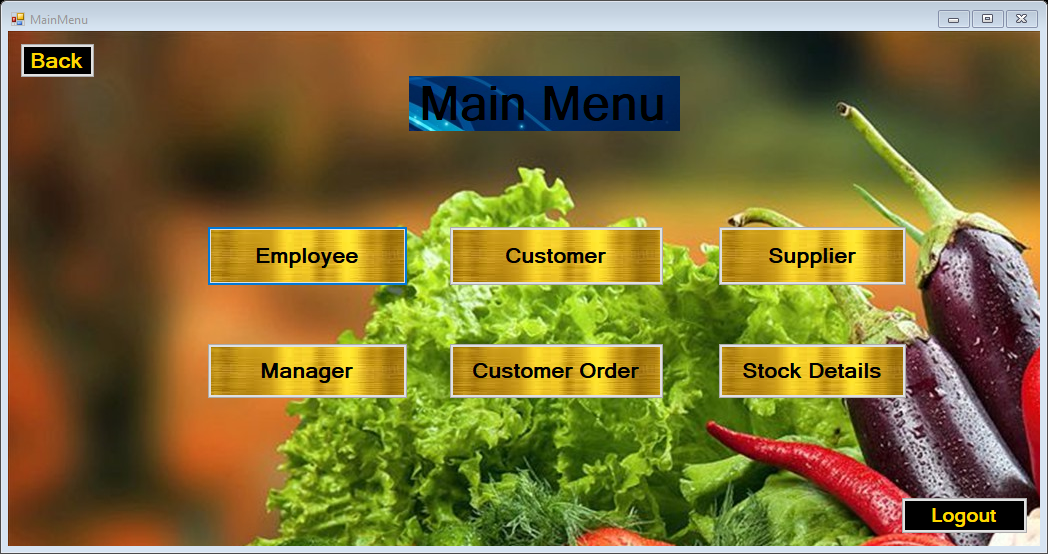 MainMenu
Back
Main Menu
Employee
Customer
Supplier
Manager
Customer Order
Stock Details
Logout